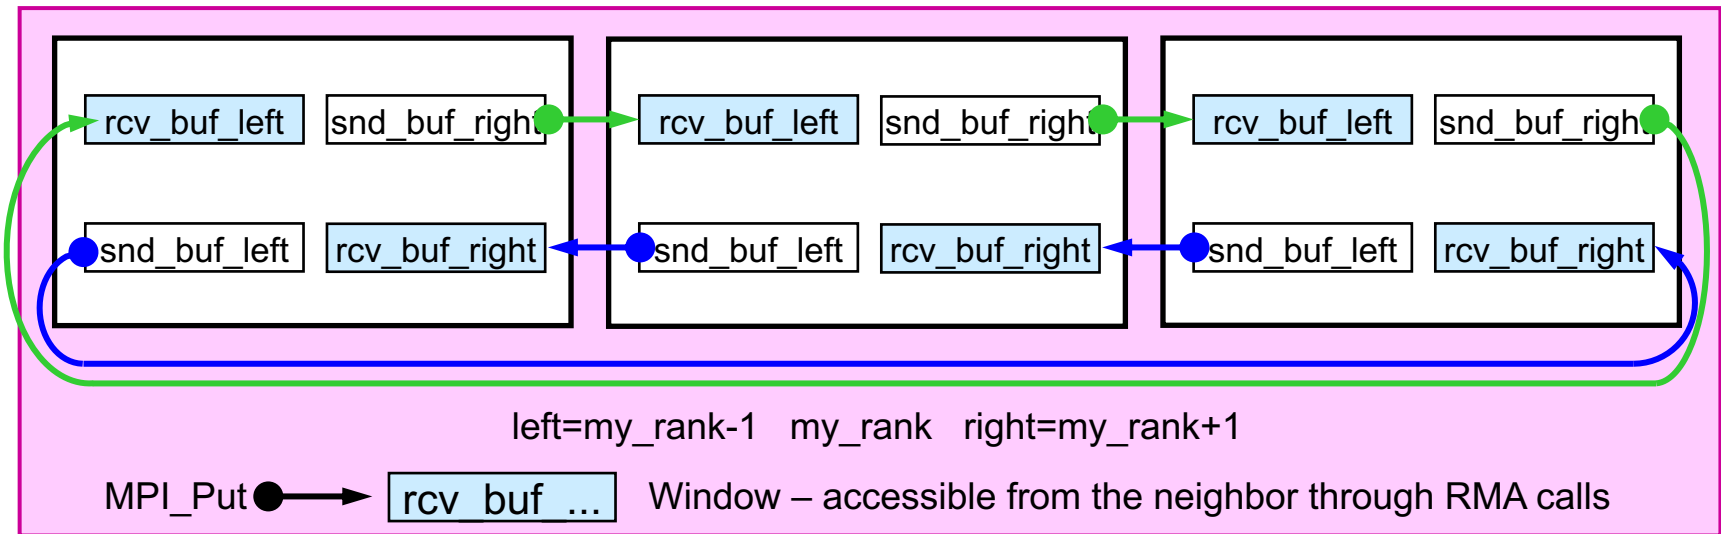 rcv_buf_left snd_buf_right rcv_buf_left snd_buf_right rcv_buf_left snd_buf_right
snd_buf_left rcv_buf_right snd_buf_left rcv_buf_right snd_buf_left rcv_buf_right
left=my_rank-1 my_rank right=my_rank+1
MPI_Put rcv_buf_... Window – accessible from the neighbor through RMA calls